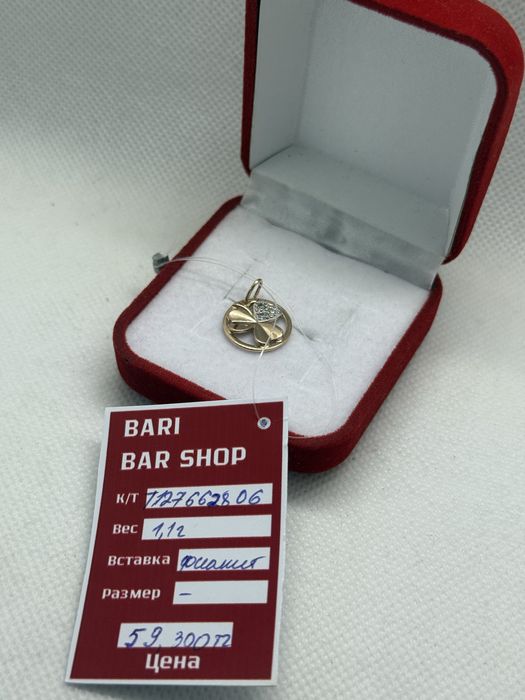 BARI
BAR SHOP
К/Т 7127662806
Вес 1,1г
Вставка фианит
Размер –
59 300тг
Цена